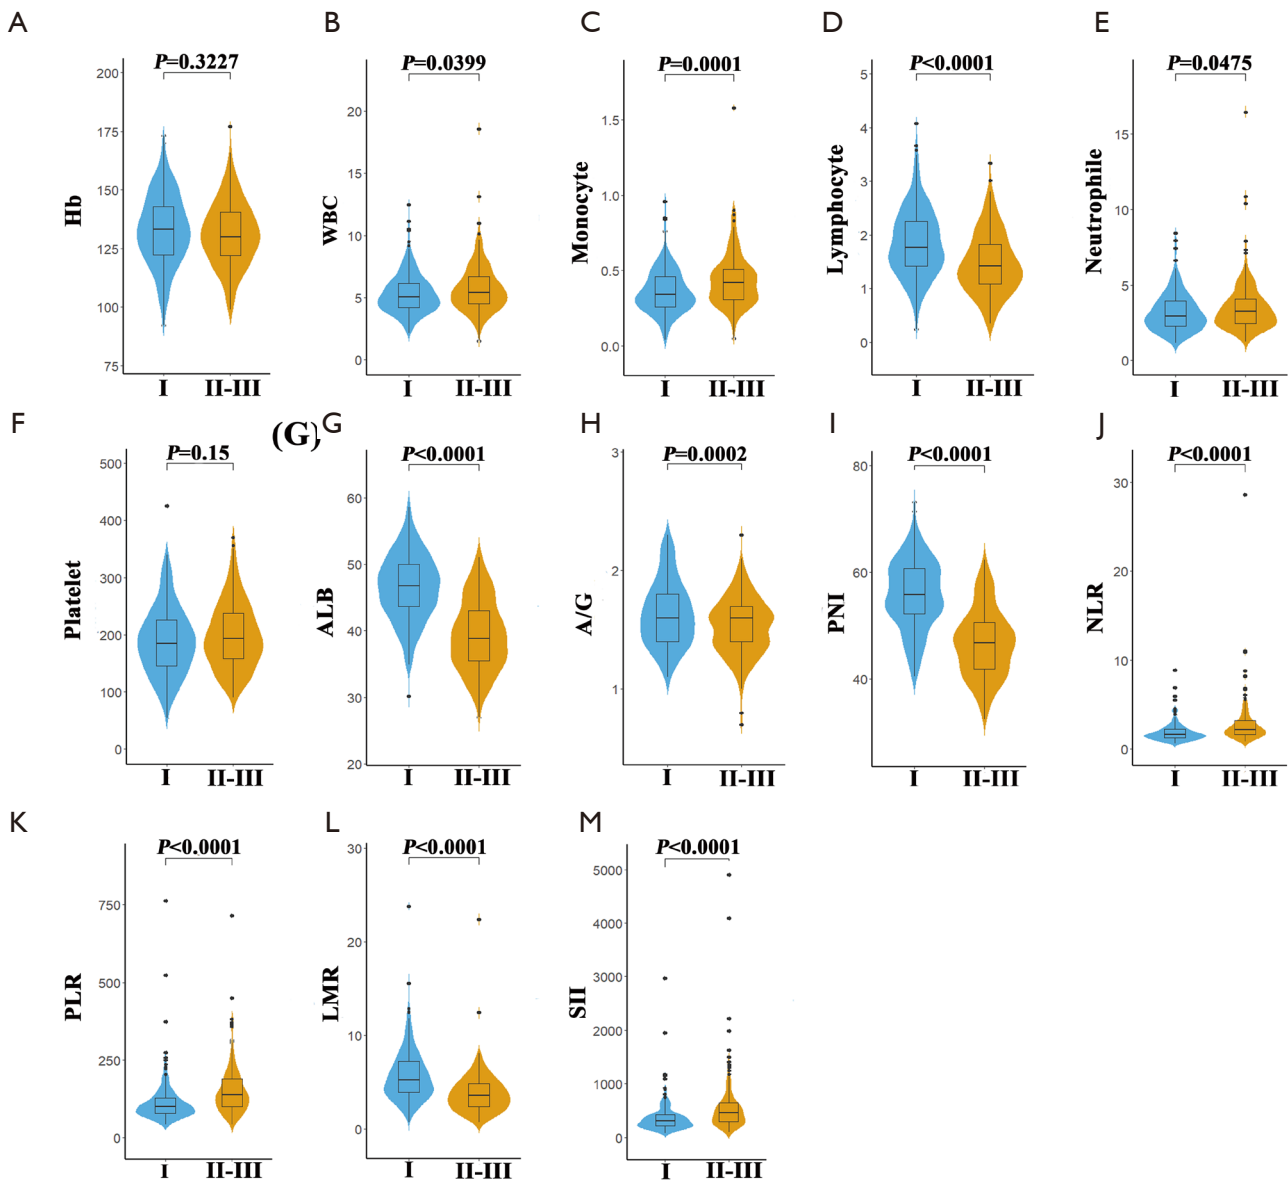 A B C D E
P=0.3227 P=0.0399 P=0.0001 P<0.0001 P=0.0475
Hb
200
175
150
125
100
75
I II-III
WBC
20
15
10
5
0
I II-III
Monocyte
1.5
1.0
0.5
0.0
I II-III
Lymphocyte
5
4
3
2
1
0
I II-III
Neutrophile
15
10
5
0
I II-III
F (G), G H I J
P=0.15 P<0.0001 P=0.0002 P<0.0001 P<0.0001
Platelet
500
400
300
200
100
0
I II-III
ALB
60
50
40
30
20
I II-III
A/G
3
2
1
I II-III
PNI
80
60
40
I II-III
NLR
30
20
10
0
I II-III
K L M
P<0.0001 P<0.0001 P<0.0001
PLR
750
500
250
0
I II-III
LMR
30
20
10
0
I II-III
SII
5000
4000
3000
2000
1000
0
I II-III